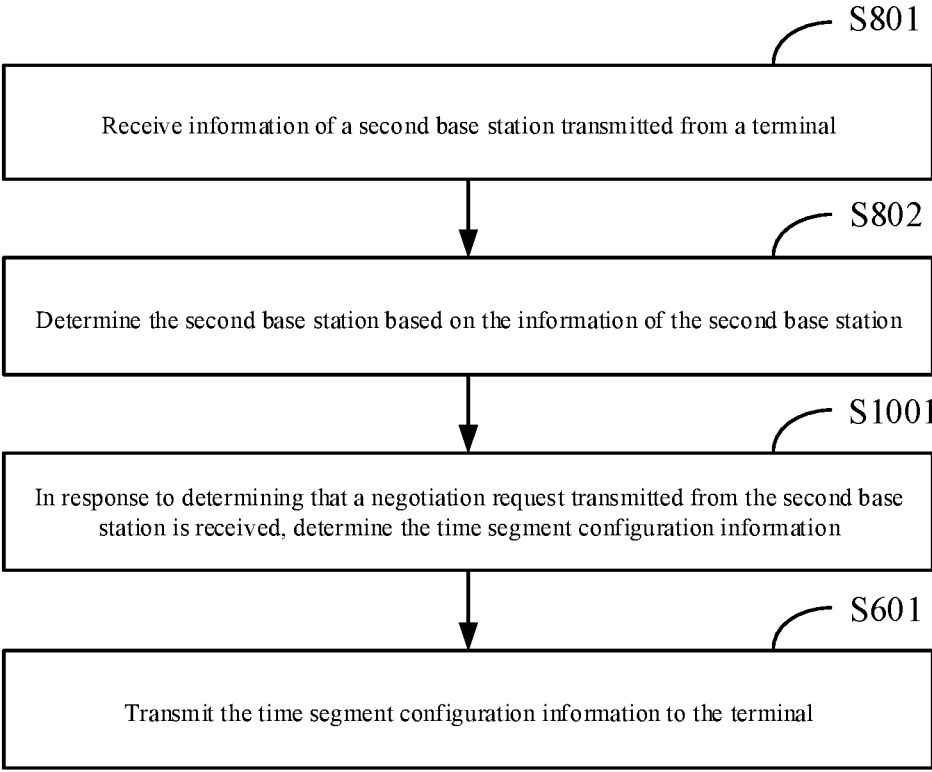 S801
Receive information of a second base station transmitted from a terminal
S802
Determine the second base station based on the information of the second base station
S1001
In response to determining that a negotiation request transmitted from the second base
station is received, determine the time segment configuration information
S601
Transmit the time segment configuration information to the terminal